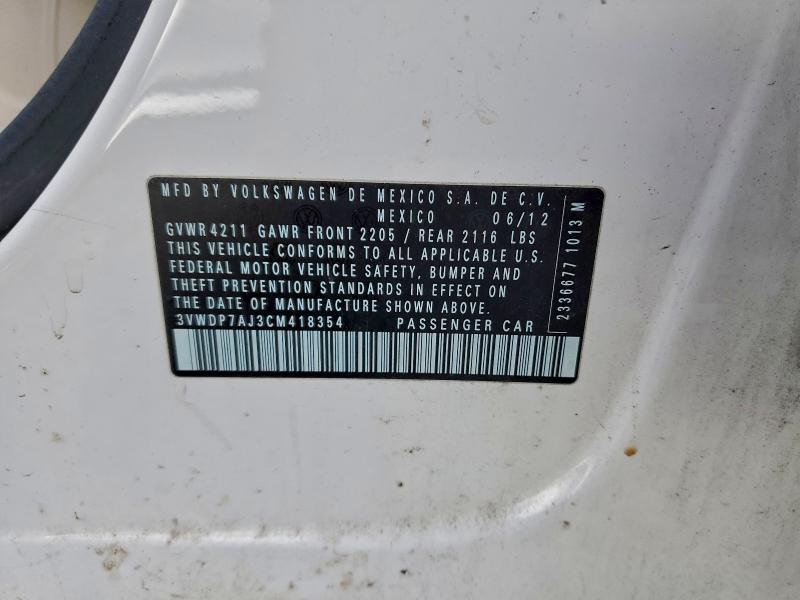 MFD BY VOLKSWAGEN DE MEXICO S.A. DE C.V.
MEXICO 06/12
GVWR 4211 GAWR FRONT 2205 / REAR 2116 LBS
THIS VEHICLE CONFORMS TO ALL APPLICABLE U.S.
FEDERAL MOTOR VEHICLE SAFETY, BUMPER AND
THEFT PREVENTION STANDARDS IN EFFECT ON
THE DATE OF MANUFACTURE SHOWN ABOVE.
3VWDP7AJ3CM418354 PASSENGER CAR
2336677 1013 M